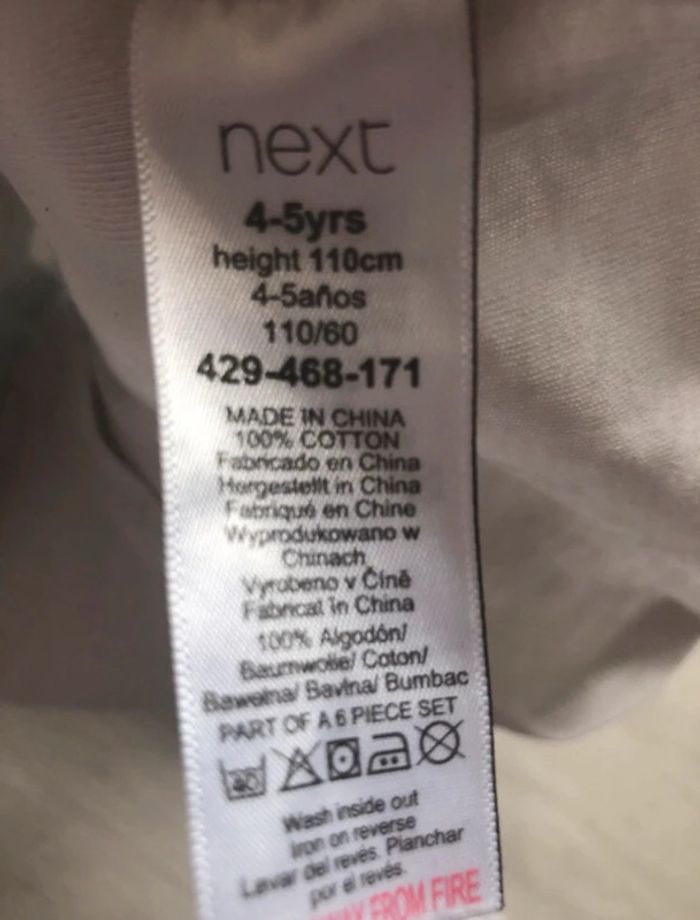 next
4-5yrs
height 110cm
4-5años
110/60
429-468-171
MADE IN CHINA
100% COTTON
Fabricado en China
Hergestellt in China
Fabriqué en Chine
Wyprodukowano w
Chinach
Vyrobeno v Číně
Fabricat în China
100% Algodón/
Baumwolle/ Coton/
Bawełna/ Bavlna/ Bumbac
PART OF A 6 PIECE SET
40
Wash inside out
Iron on reverse
Lavar del revés. Planchar
por el revés.
FROM FIRE